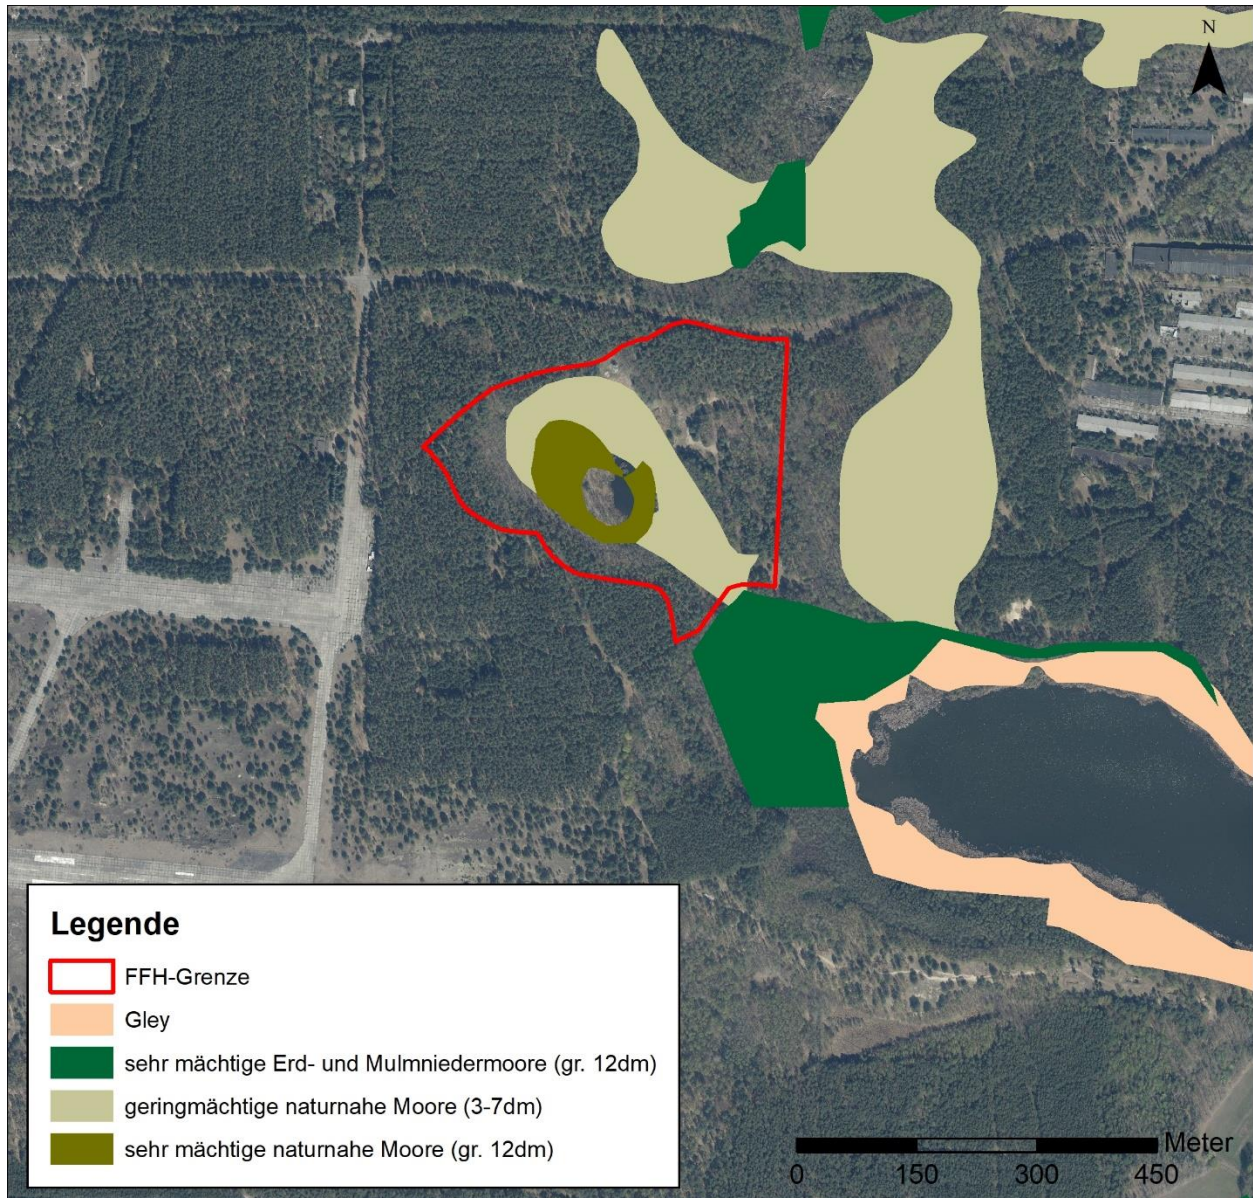 N
Legende
FFH-Grenze
Gley
sehr mächtige Erd- und Mulmniedermoore (gr. 12dm)
geringmächtige naturnahe Moore (3-7dm)
sehr mächtige naturnahe Moore (gr. 12dm)
Meter
0 150 300 450